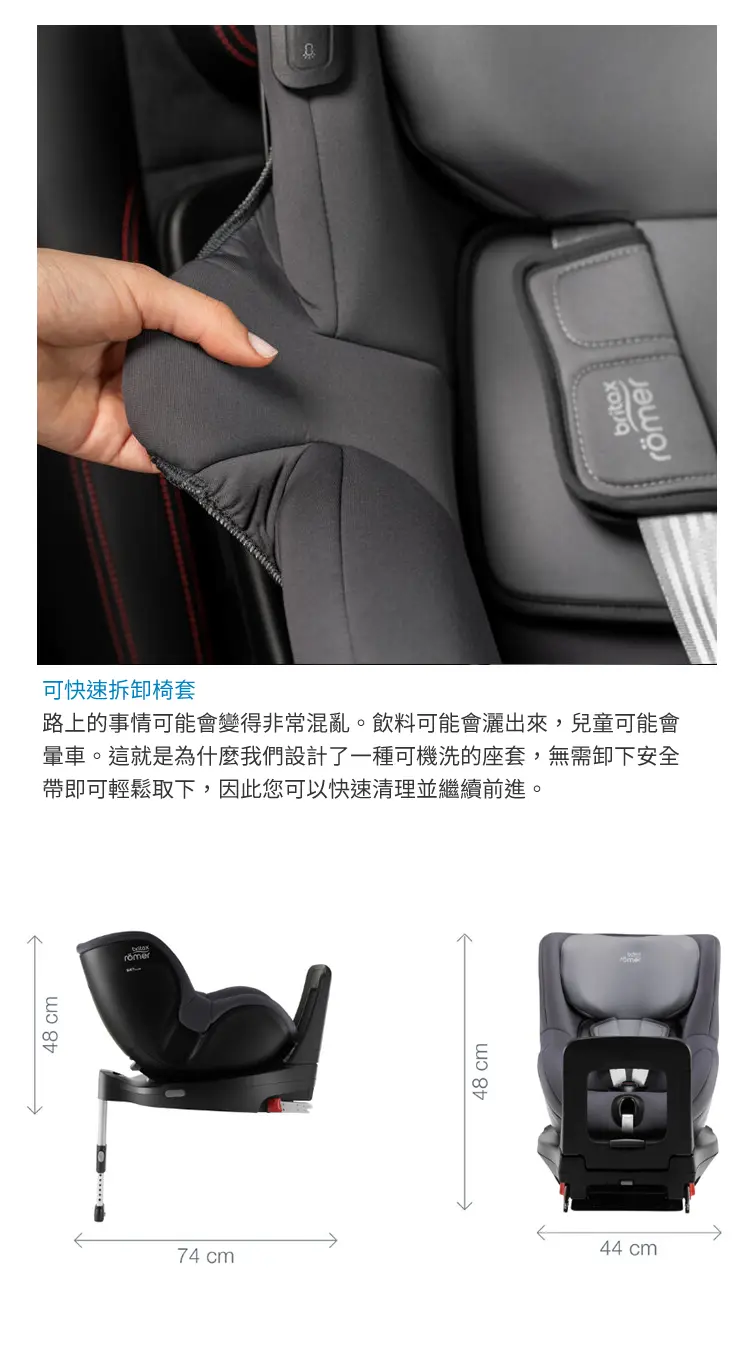 britax
römer
可快速拆卸椅套
路上的事情可能會變得非常混亂。飲料可能會灑出來，兒童可能會
暈車。這就是為什麼我們設計了一種可機洗的座套，無需卸下安全
帶即可輕鬆取下，因此您可以快速清理並繼續前進。
britax
römer
48 cm
74 cm
britax
römer
48 cm
44 cm